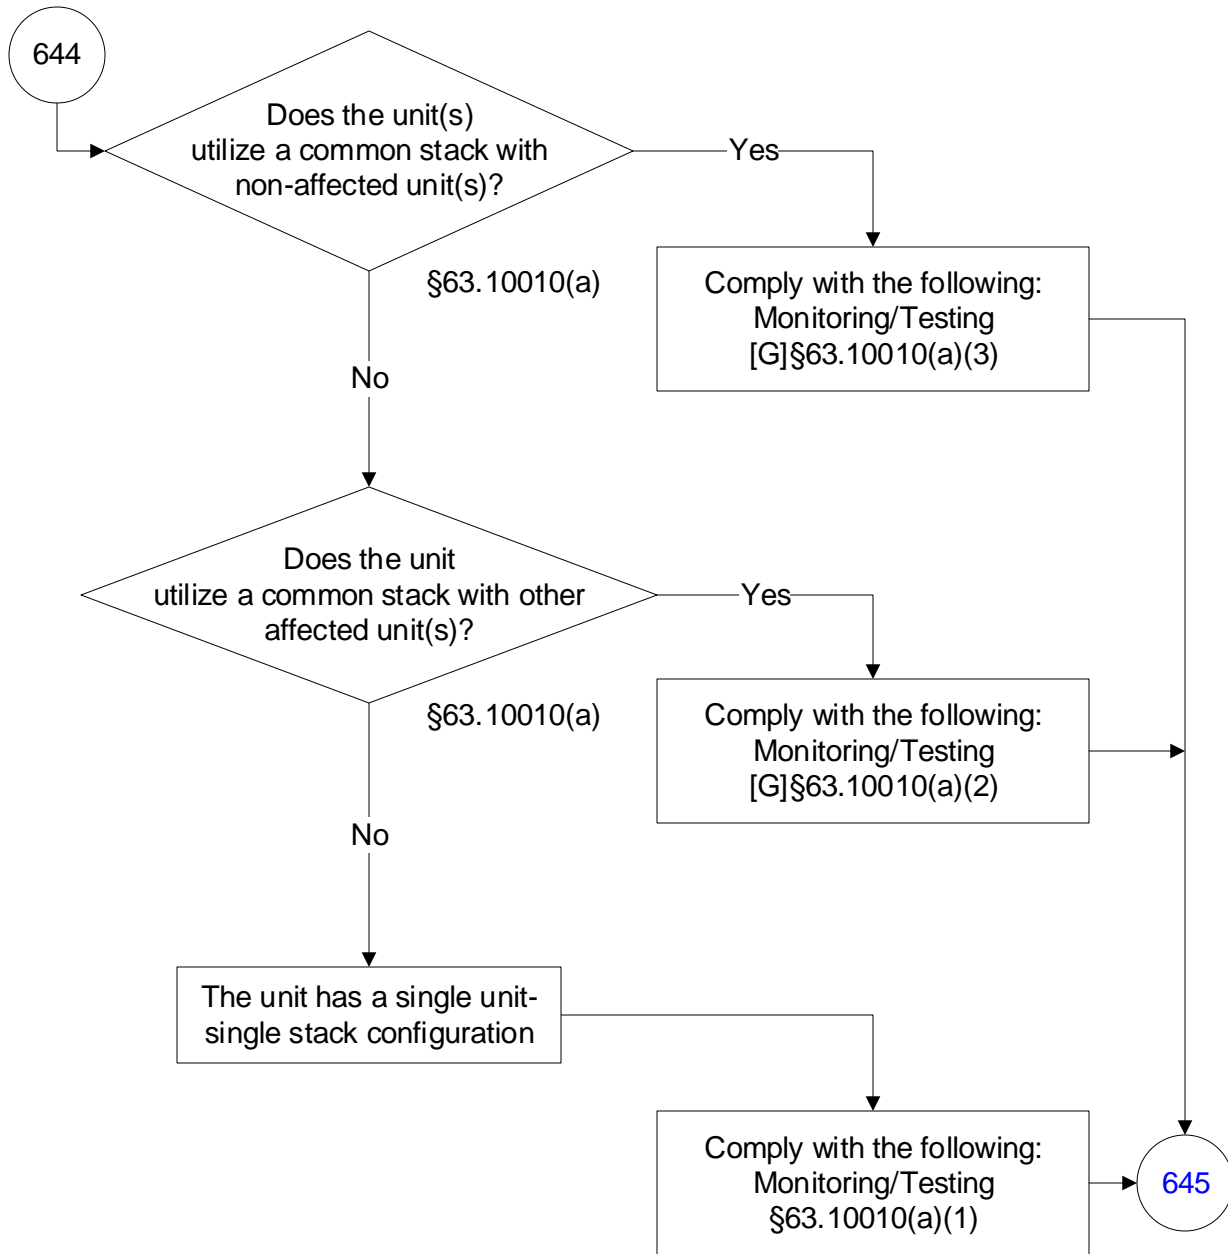 644
Does the unit(s)
utilize a common stack with
non-affected unit(s)?
Yes
§63.10010(a)
Comply with the following:
Monitoring/Testing
[G]§63.10010(a)(3)
No
Does the unit
utilize a common stack with other
affected unit(s)?
Yes
§63.10010(a)
Comply with the following:
Monitoring/Testing
[G]§63.10010(a)(2)
No
The unit has a single unit-
single stack configuration
Comply with the following:
Monitoring/Testing
§63.10010(a)(1)
645